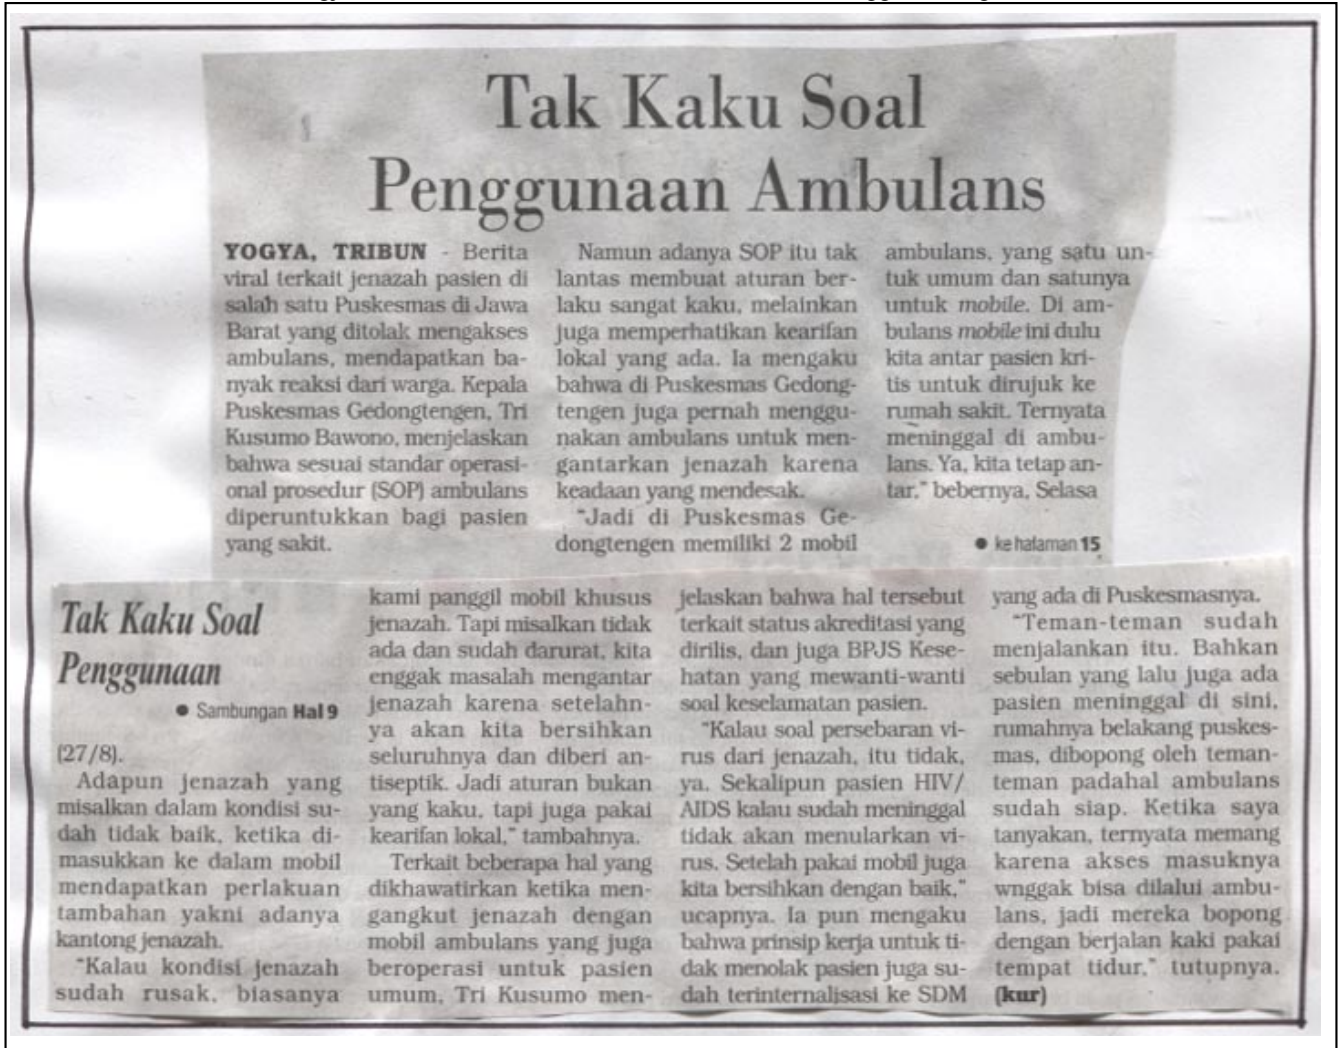 Tak Kaku Soal
Penggunaan Ambulans
YOGYA, TRIBUN - Berita
viral terkait jenazah pasien di
salah satu Puskesmas di Jawa
Barat yang ditolak mengakses
ambulans, mendapatkan ba-
nyak reaksi dari warga. Kepala
Puskesmas Gedongtengen, Tri
Kusumo Bawono, menjelaskan
bahwa sesuai standar operasi-
onal prosedur (SOP) ambulans
diperuntukkan bagi pasien
yang sakit.
Namun adanya SOP itu tak
lantas membuat aturan ber-
laku sangat kaku, melainkan
juga memperhatikan kearifan
lokal yang ada. Ia mengaku
bahwa di Puskesmas Gedong-
tengen juga pernah menggu-
nakan ambulans untuk men-
gantarkan jenazah karena
keadaan yang mendesak.
"Jadi di Puskesmas Ge-
dongtengen memiliki 2 mobil
ambulans, yang satu un-
tuk umum dan satunya
untuk mobile. Di am-
bulans mobile ini dulu
kita antar pasien kri-
tis untuk dirujuk ke
rumah sakit. Ternyata
meninggal di ambu-
lans. Ya, kita tetap an-
tar," bebernya, Selasa
● ke halaman 15
Tak Kaku Soal
Penggunaan
● Sambungan Hal 9
(27/8).
Adapun jenazah yang
misalkan dalam kondisi su-
dah tidak baik, ketika di-
masukkan ke dalam mobil
mendapatkan perlakuan
tambahan yakni adanya
kantong jenazah.
"Kalau kondisi jenazah
sudah rusak, biasanya
kami panggil mobil khusus
jenazah. Tapi misalkan tidak
ada dan sudah darurat, kita
enggak masalah mengantar
jenazah karena setelahn-
ya akan kita bersihkan
seluruhnya dan diberi an-
tiseptik. Jadi aturan bukan
yang kaku, tapi juga pakai
kearifan lokal," tambahnya.
Terkait beberapa hal yang
dikhawatirkan ketika men-
gangkut jenazah dengan
mobil ambulans yang juga
beroperasi untuk pasien
umum, Tri Kusumo men-
jelaskan bahwa hal tersebut
terkait status akreditasi yang
dirilis, dan juga BPJS Kese-
hatan yang mewanti-wanti
soal keselamatan pasien.
"Kalau soal persebaran vi-
rus dari jenazah, itu tidak,
ya. Sekalipun pasien HIV/
AIDS kalau sudah meninggal
tidak akan menularkan vi-
rus. Setelah pakai mobil juga
kita bersihkan dengan baik,"
ucapnya. Ia pun mengaku
bahwa prinsip kerja untuk ti-
dak menolak pasien juga su-
dah terinternalisasi ke SDM
yang ada di Puskesmasnya.
"Teman-teman sudah
menjalankan itu. Bahkan
sebulan yang lalu juga ada
pasien meninggal di sini,
rumahnya belakang puskes-
mas, dibopong oleh teman-
teman padahal ambulans
sudah siap. Ketika saya
tanyakan, ternyata memang
karena akses masuknya
wnggak bisa dilalui ambu-
lans, jadi mereka bopong
dengan berjalan kaki pakai
tempat tidur," tutupnya.
(kur)